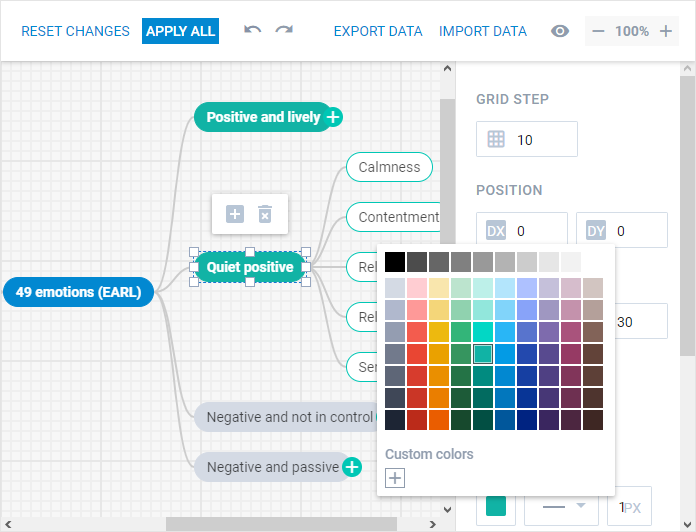 RESET CHANGES APPLY ALL EXPORT DATA IMPORT DATA 100%
GRID STEP
10
POSITION
DX 0 DY 0
30
1PX
Positive and lively
Calmness
Contentment
Quiet positive
Rel
Rel
Ser
49 emotions (EARL)
Negative and not in control
Negative and passive
Custom colors